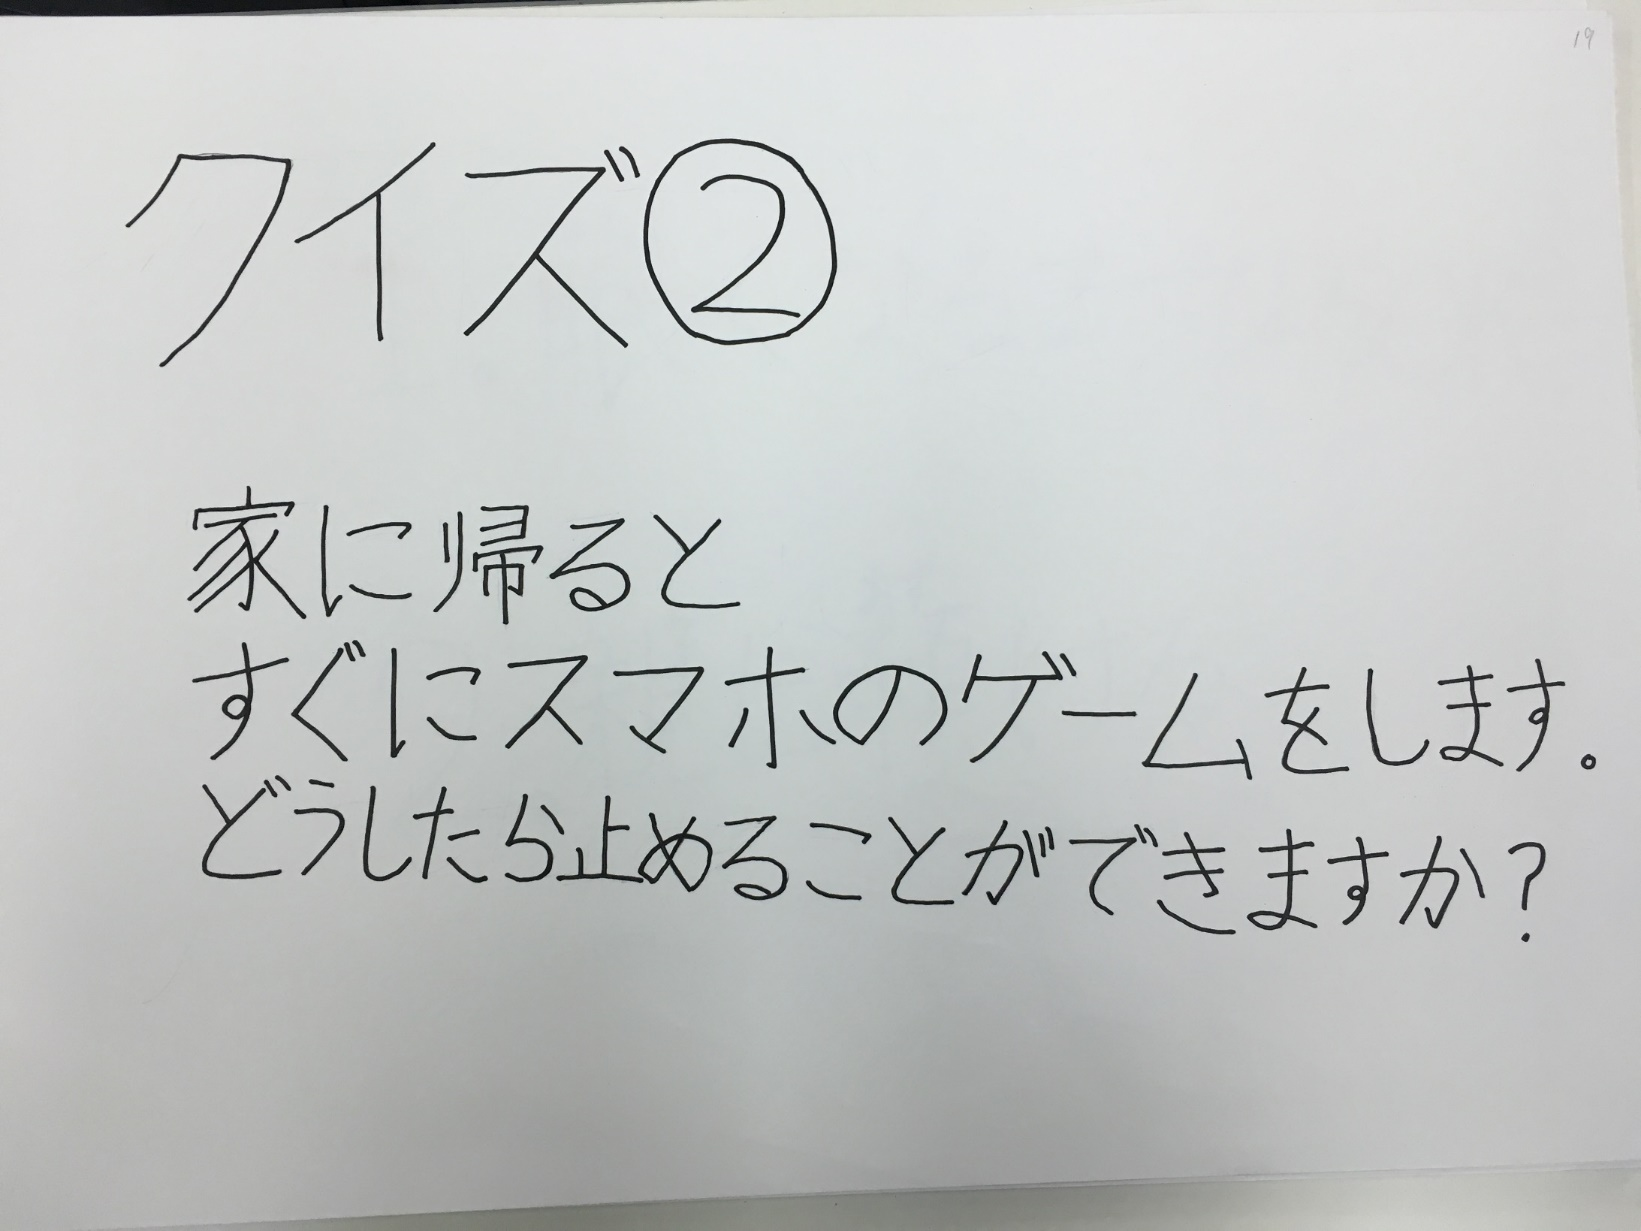 19
クイズ②
家に帰ると
すぐにスマホのゲームをします。
どうしたら止めることができますか?